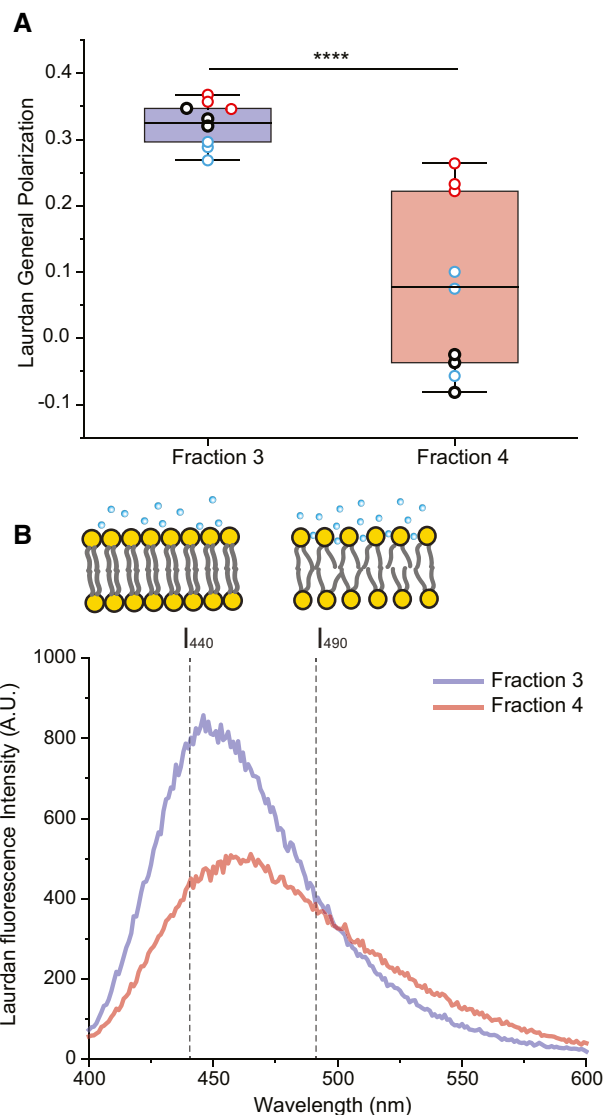 A
****
Laurdan General Polarization
0.4
0.3
0.2
0.1
0.0
-0.1
Fraction 3
Fraction 4
B
I440
I490
Fraction 3
Fraction 4
Laurdan fluorescence Intensity (A.U.)
1000
800
600
400
200
0
400
450
500
550
600
Wavelength (nm)